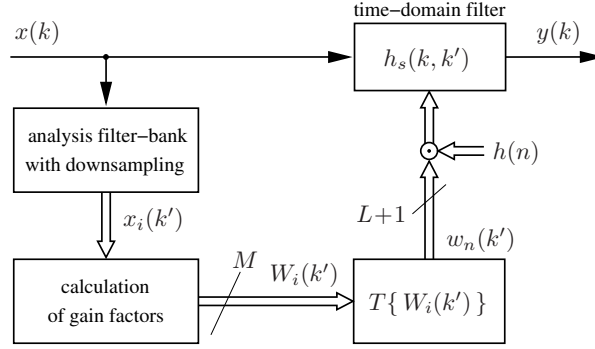 time−domain filter
x(k)
h_s(k, k′)
y(k)
analysis filter−bank
with downsampling
h(n)
x_i(k′)
L+1
w_n(k′)
M
W_i(k′)
calculation
of gain factors
T{ W_i(k′) }